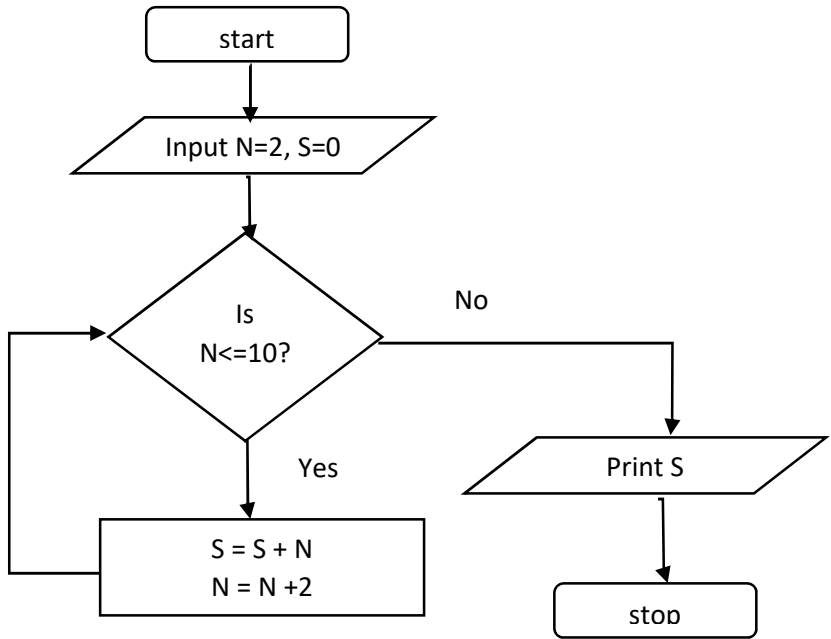 start
Input N=2, S=0
Is
N<=10?
No
Yes
Print S
S = S + N
N = N +2
stop